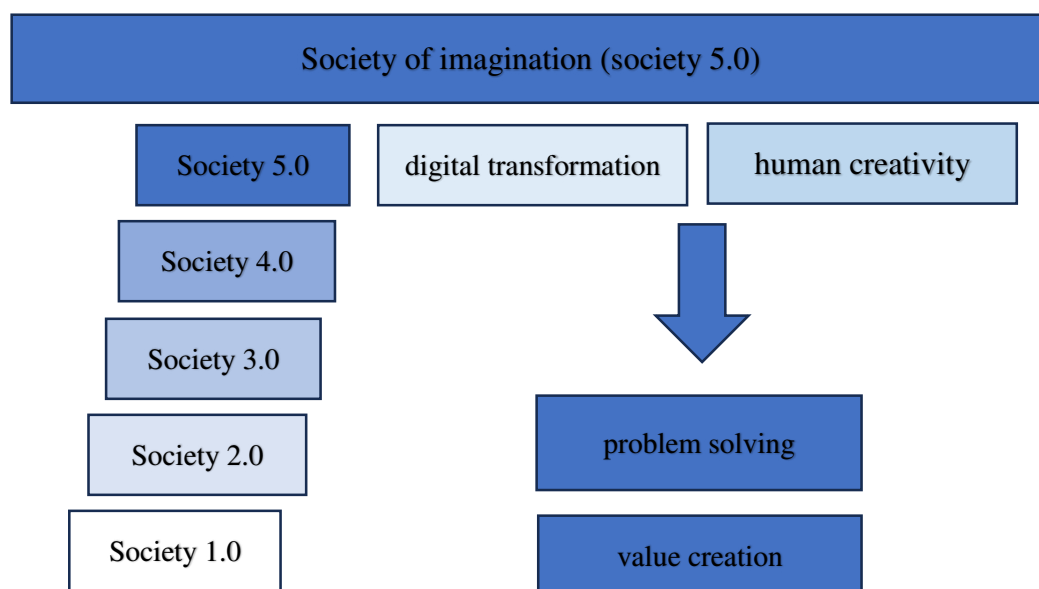 Society of imagination (society 5.0)
Society 5.0
digital transformation
human creativity
Society 4.0
Society 3.0
Society 2.0
Society 1.0
problem solving
value creation